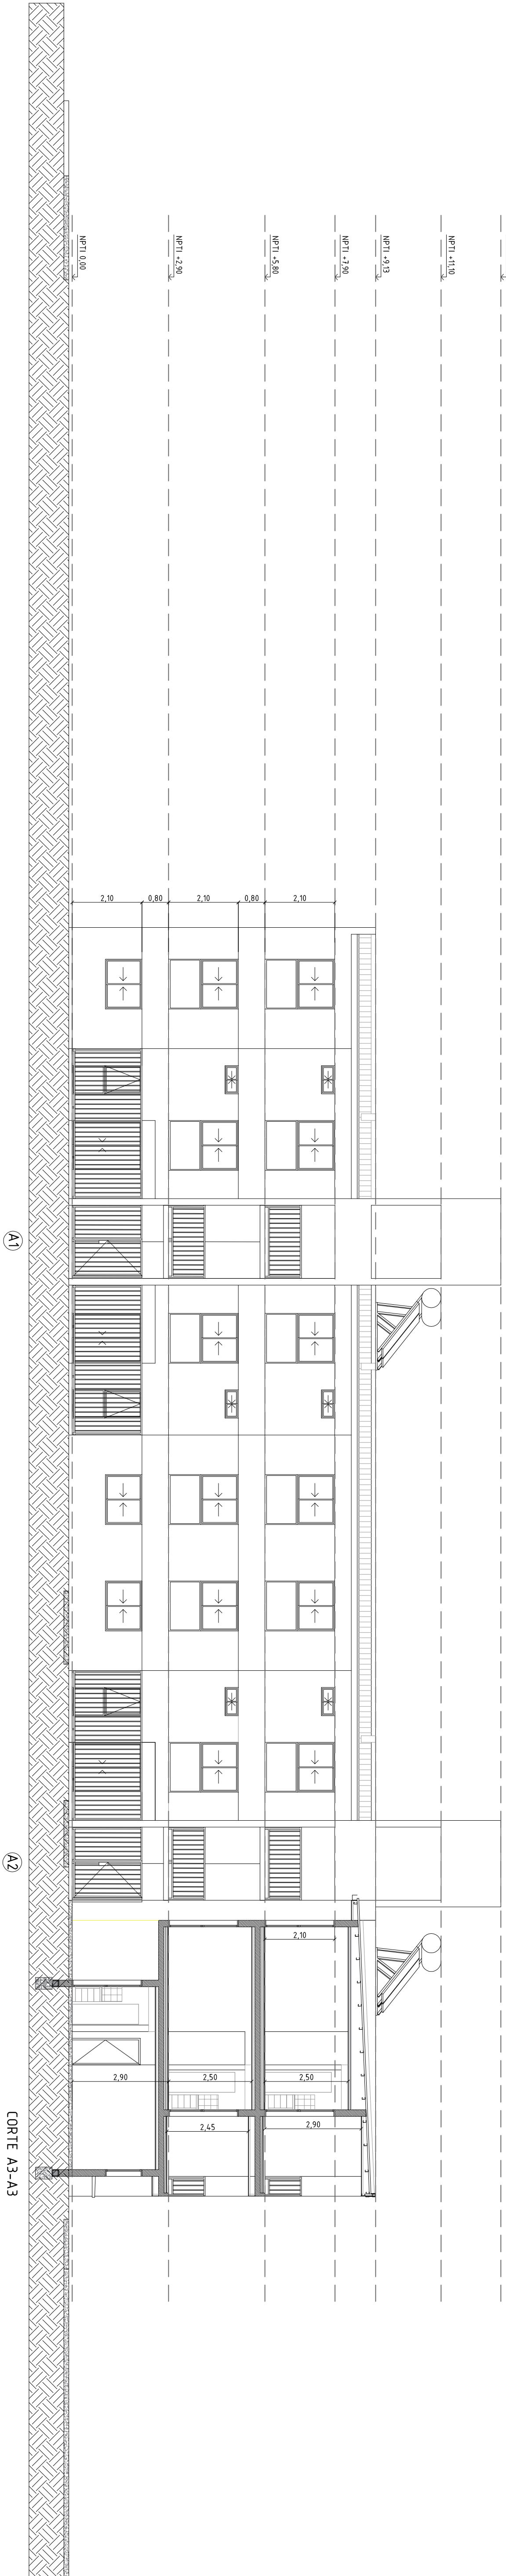 NPTI +11,10
NPTI +9,13
NPTI +7,90
NPTI +5,80
NPTI +2,90
NPTI 0,00
2,10
0,80
2,10
0,80
2,10
2,10
2,50
2,50
2,90
2,90
2,45
A1
A2
CORTE A3-A3